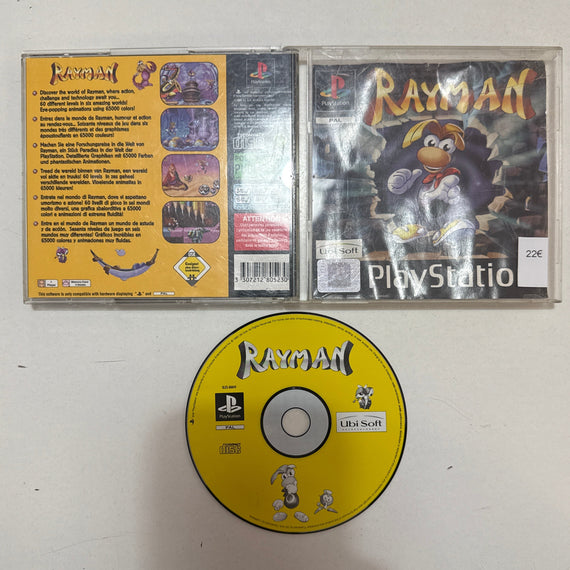 RAYMAN
Discover the world of Rayman, where action,
challenge and technology await you...
60 different levels in six amazing worlds!
Eye-popping animations using 65000 colors!
Entrez dans le monde de Rayman, humour et action
au rendez-vous... Soixante niveaux de jeu dans six
mondes très différents et des graphismes
époustouflants en 65000 couleurs!
Machen Sie eine Forschungsreise in die Welt von
Rayman, ein Stück Paradies in der Welt der
PlayStation. Detaillierte Graphiken mit 65000 Farben
und phantastischen Animationen.
Treed de wereld binnen van Rayman, een wereld
vol aktie en truuks! 60 levels in zes geheel
verschillende werelden. Vloeiende animaties in
65000 kleuren!
Entrate nel mondo di Rayman, dove vi aspettano
umorismo e azione! 60 livelli di gioco in sei mondi
molto diversi, una grafica sbalorditiva a 65000
colori e animazioni di estrema fluidità!
Entra en el mundo de Rayman un mundo de astucia
y de acción. Sesenta niveles de juego en seis
mundos muy diferentes. Gráficos increíbles en
65000 colores y animaciones muy fluidas.
This software is only compatible with hardware displaying and PAL
PlayStation
ATTENTION
3 307212 805230
PlayStation
PAL
RAYMAN
Ubi Soft
PlayStatio
22€
RAYMAN
PlayStation
PAL
Ubi Soft
ENTERTAINMENT